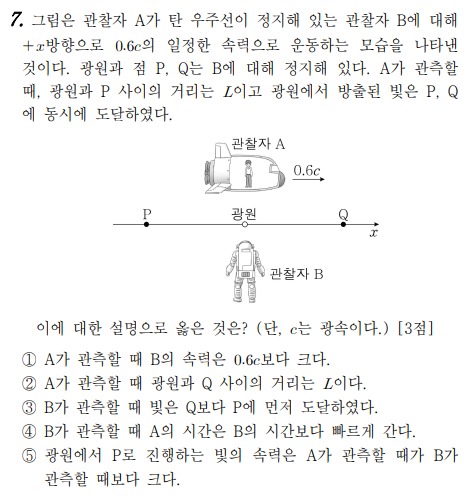 7. 그림은 관찰자 A가 탄 우주선이 정지해 있는 관찰자 B에 대해
+x방향으로 0.6c의 일정한 속력으로 운동하는 모습을 나타낸
것이다. 광원과 점 P, Q는 B에 대해 정지해 있다. A가 관측할
때, 광원과 P 사이의 거리는 L이고 광원에서 방출된 빛은 P, Q
에 동시에 도달하였다.
관찰자 A
0.6c
P 광원 Q
x
관찰자 B
이에 대한 설명으로 옳은 것은? (단, c는 광속이다.) [3점]
① A가 관측할 때 B의 속력은 0.6c보다 크다.
② A가 관측할 때 광원과 Q 사이의 거리는 L이다.
③ B가 관측할 때 빛은 Q보다 P에 먼저 도달하였다.
④ B가 관측할 때 A의 시간은 B의 시간보다 빠르게 간다.
⑤ 광원에서 P로 진행하는 빛의 속력은 A가 관측할 때가 B가
관측할 때보다 크다.